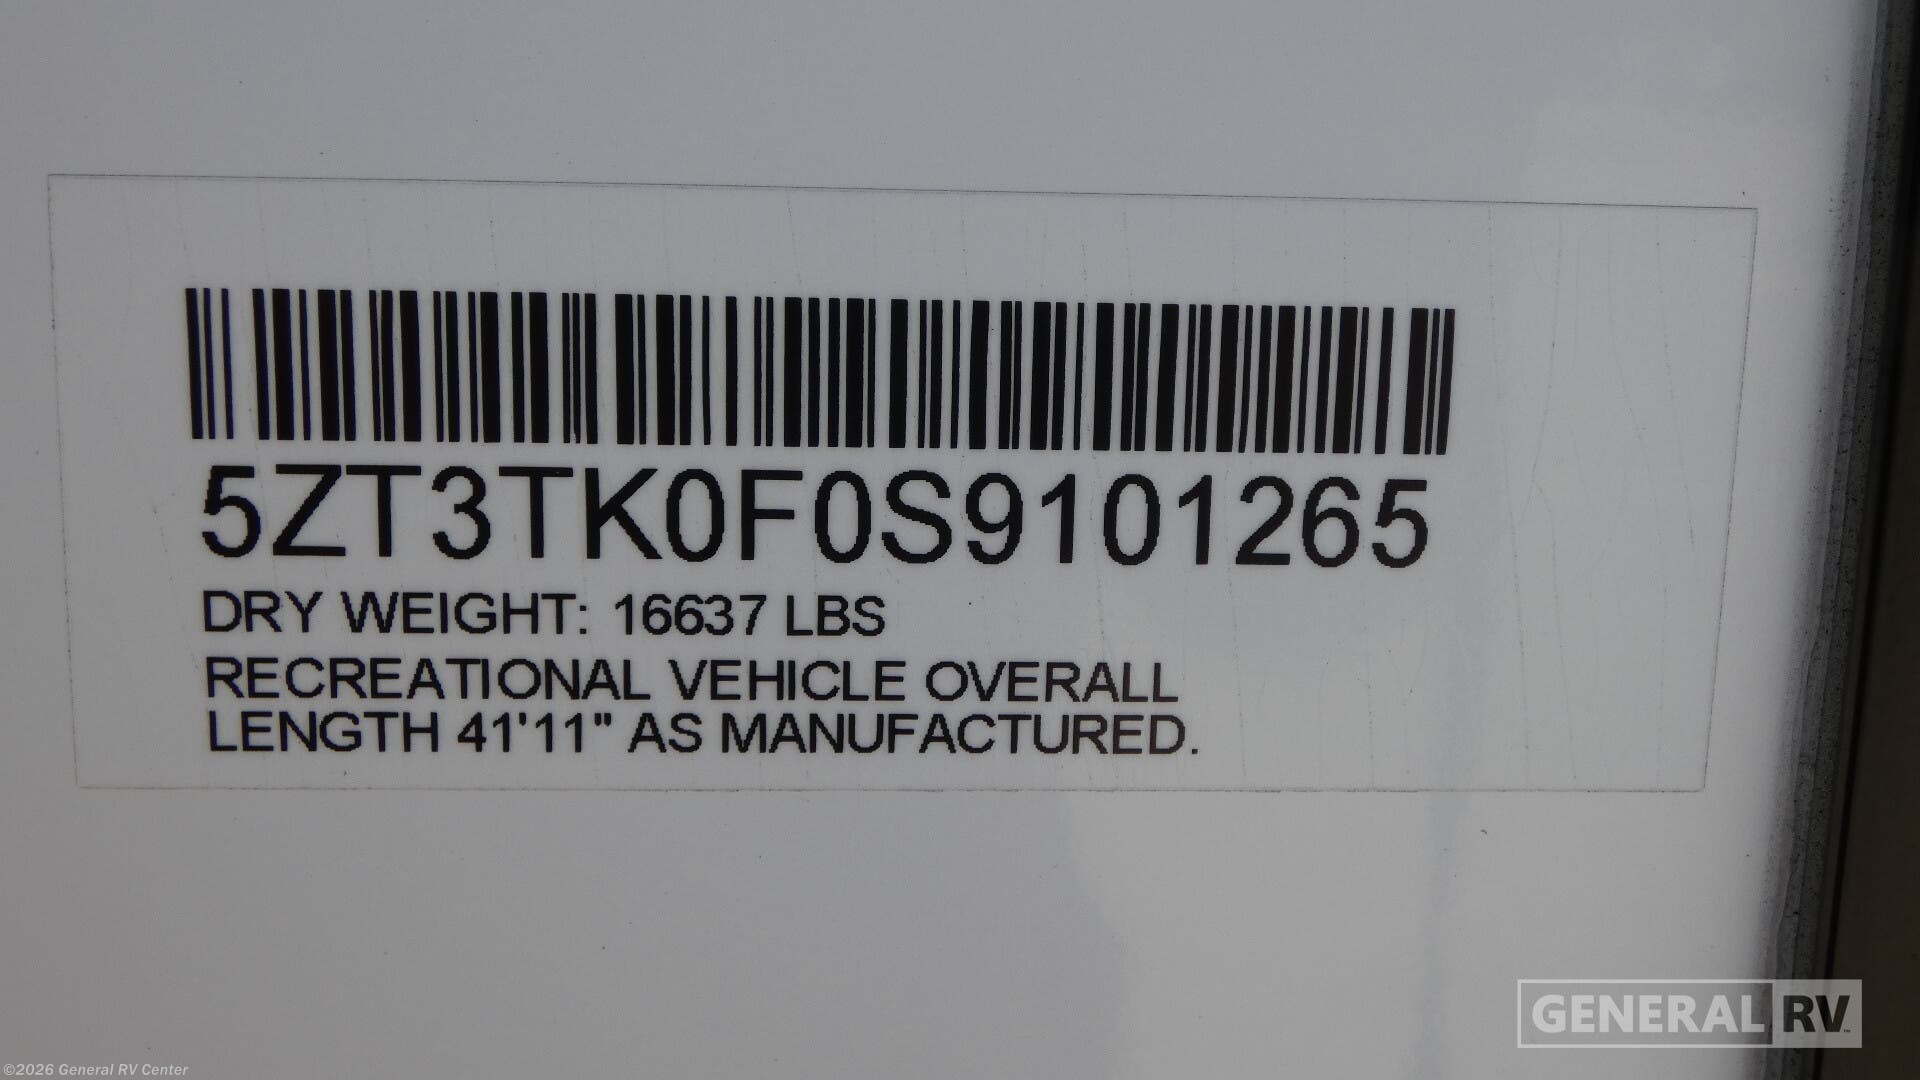 5ZT3TK0F0S9101265
DRY WEIGHT: 16637 LBS
RECREATIONAL VEHICLE OVERALL
LENGTH 41'11" AS MANUFACTURED.
GENERAL RV
©2026 General RV Center